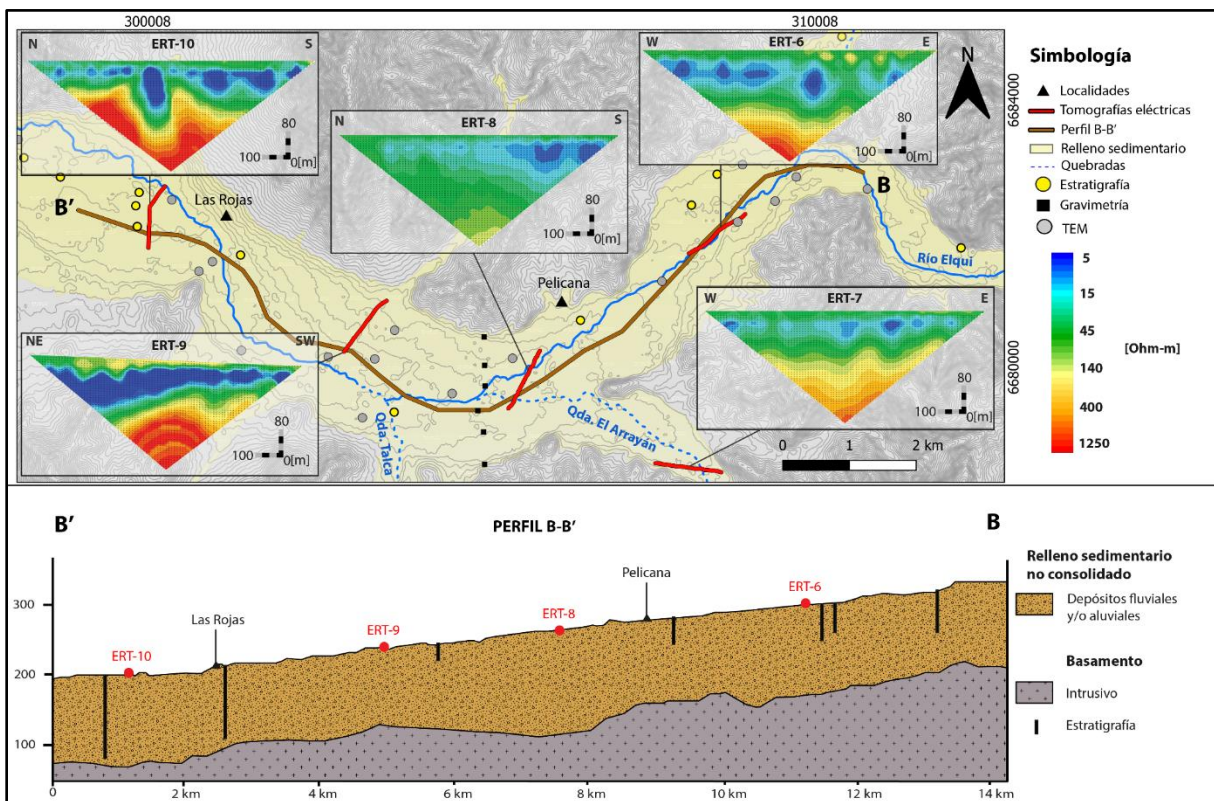 300008
310008
6684000
6680000
N
ERT-10
S
80
100
0[m]
N
ERT-8
S
80
100
0[m]
W
ERT-6
E
80
100
0[m]
N
B'
Las Rojas
Pelicana
B
Río Elqui
NE
ERT-9
SW
80
100
0[m]
Qda. Talca
Qda. El Arrayan
W
ERT-7
E
80
100
0[m]
0 1 2 km
Simbología
Localidades
Tomografías eléctricas
Perfil B-B'
Relleno sedimentario
Quebradas
Estratigrafía
Gravimetría
TEM
5
15
45
140
400
1250
[Ohm-m]
B'
PERFIL B-B'
B
300
200
100
ERT-10
Las Rojas
ERT-9
ERT-8
Pelicana
ERT-6
0 2 km 4 km 6 km 8 km 10 km 12 km 14 km
Relleno sedimentario
no consolidado
Depósitos fluviales
y/o aluviales
Basamento
Intrusivo
Estratigrafía